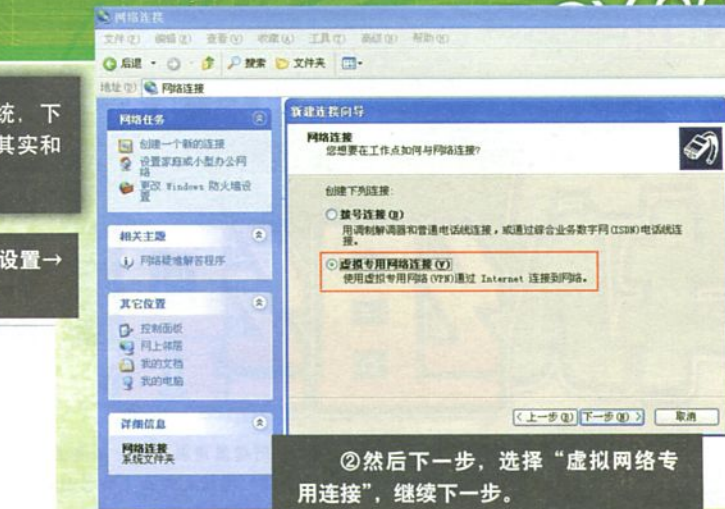 网络连接
文件(F) 编辑(E) 查看(V) 收藏(A) 工具(T) 高级(N) 帮助(H)
后退 搜索 文件夹
地址(D) 网络连接
统，下
其实和
设置→
网络任务
创建一个新的连接
设置家庭或小型办公网
络
更改 Windows 防火墙设
置
相关主题
网络疑难解答程序
其它位置
控制面板
网上邻居
我的文档
我的电脑
详细信息
网络连接
系统文件夹
新建连接向导
网络连接
您想要在工作点如何与网络连接?
创建下列连接:
拨号连接(D)
用调制解调器和普通电话线连接，或通过综合业务数字网(ISDN)电话线连
接。
虚拟专用网络连接(V)
使用虚拟专用网络(VPN)通过 Internet 连接到网络。
<上一步(B) 下一步(N)> 取消
②然后下一步，选择“虚拟网络专
用连接”，继续下一步。